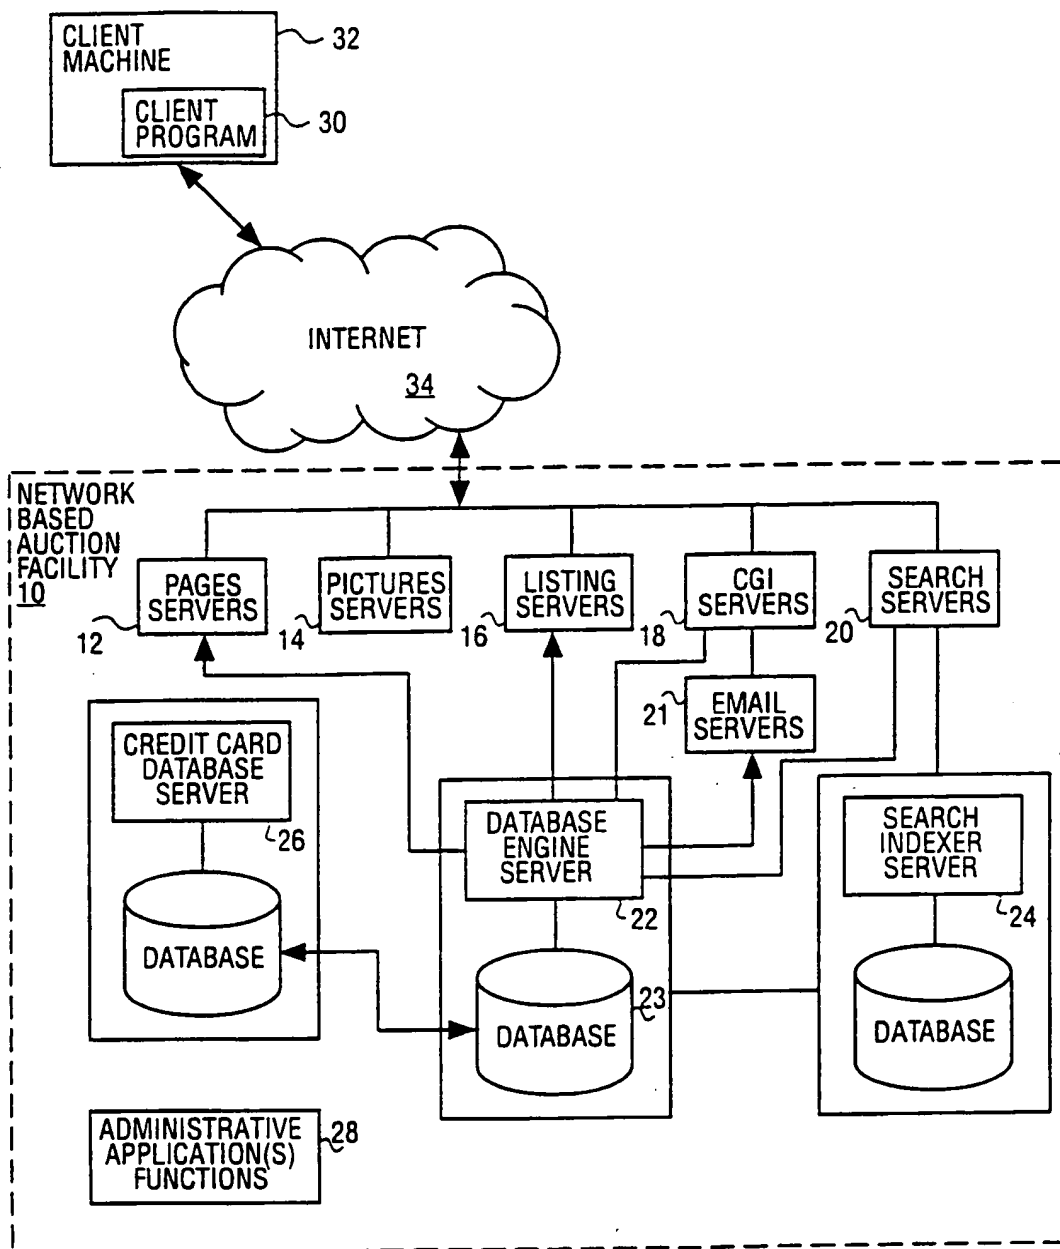 CLIENT
MACHINE
32
CLIENT
PROGRAM
30
INTERNET
34
NETWORK
BASED
AUCTION
FACILITY
10
PAGES
SERVERS
12
PICTURES
SERVERS
14
LISTING
SERVERS
16
CGI
SERVERS
18
SEARCH
SERVERS
20
EMAIL
SERVERS
21
CREDIT CARD
DATABASE
SERVER
26
DATABASE
DATABASE
ENGINE
SERVER
22
DATABASE
23
SEARCH
INDEXER
SERVER
24
DATABASE
ADMINISTRATIVE
APPLICATION(S)
FUNCTIONS
28